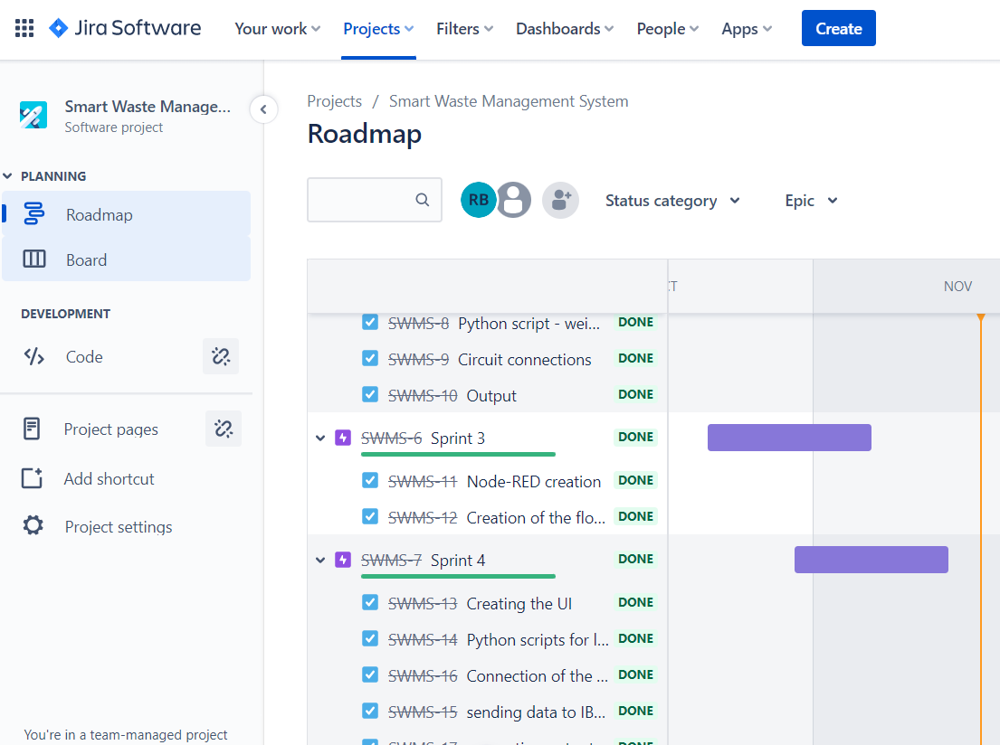 Jira Software Your work Projects Filters Dashboards People Apps Create
Smart Waste Manage...
Software project
PLANNING
Roadmap
Board
DEVELOPMENT
Code
Project pages
Add shortcut
Project settings
You're in a team-managed project
Projects / Smart Waste Management System
Roadmap
RB Status category Epic
NOV
SWMS-8 Python script - wei... DONE
SWMS-9 Circuit connections DONE
SWMS-10 Output DONE
SWMS-6 Sprint 3 DONE
SWMS-11 Node-RED creation DONE
SWMS-12 Creation of the flo... DONE
SWMS-7 Sprint 4 DONE
SWMS-13 Creating the UI DONE
SWMS-14 Python scripts for l... DONE
SWMS-16 Connection of the ... DONE
SWMS-15 sending data to IB... DONE